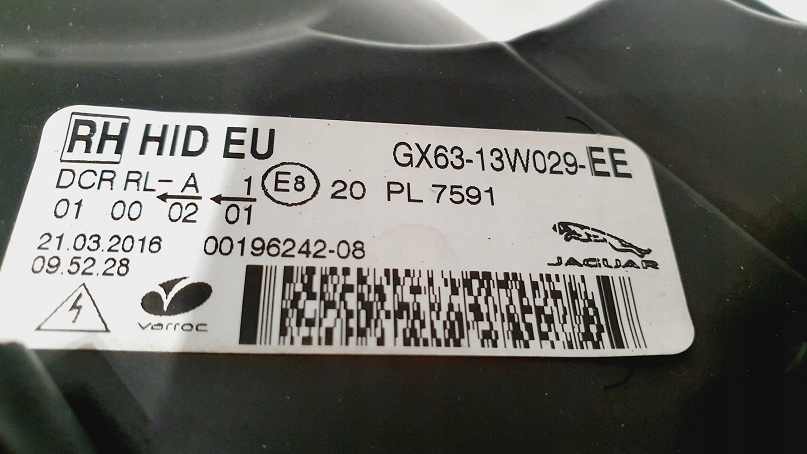 RH HID EU GX63-13W029-EE
DCR RL- A 1 E8 20 PL 7591
01 00 02 01
21.03.2016 00196242-08
09.52.28
JAGUAR
varroc